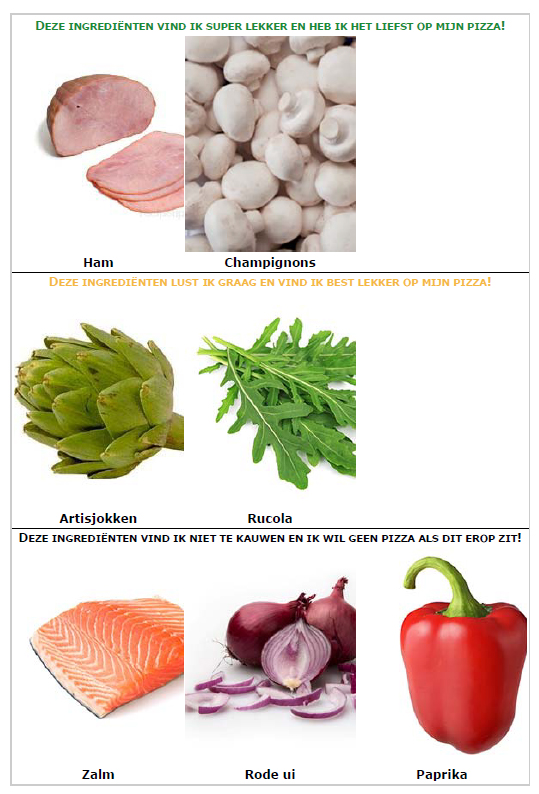 Deze ingrediënten vind ik super lekker en heb ik het liefst op mijn pizza!
Ham Champignons
Deze ingrediënten lust ik graag en vind ik best lekker op mijn pizza!
Artisjokken Rucola
Deze ingrediënten vind ik niet te kauwen en ik wil geen pizza als dit erop zit!
Zalm Rode ui Paprika